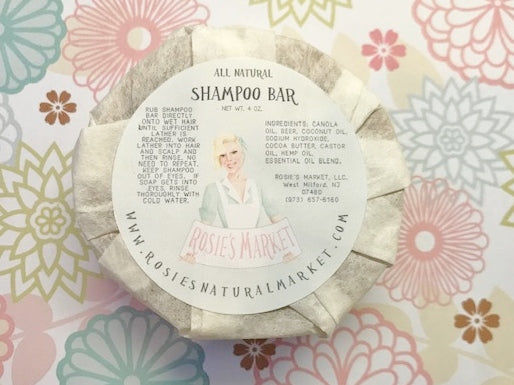 ALL NATURAL
SHAMPOO BAR
NET WT. 4 OZ.
RUB SHAMPOO
BAR DIRECTLY
ONTO WET HAIR
UNTIL SUFFICIENT
LATHER IS
REACHED, WORK
LATHER INTO HAIR
AND SCALP AND
THEN RINSE. NO
NEED TO REPEAT.
KEEP SHAMPOO
OUT OF EYES. IF
SOAP GETS INTO
EYES, RINSE
THOROUGHLY WITH
COLD WATER.
INGREDIENTS: CANOLA
OIL, BEER, COCONUT OIL,
SODIUM HYDROXIDE,
COCOA BUTTER, CASTOR
OIL, HEMP OIL,
ESSENTIAL OIL BLEND.
ROSIE'S MARKET, LLC.
West Milford, NJ
07480
(973) 657-6160
ROSIE'S MARKET
WWW.ROSIESNATURALMARKET.COM